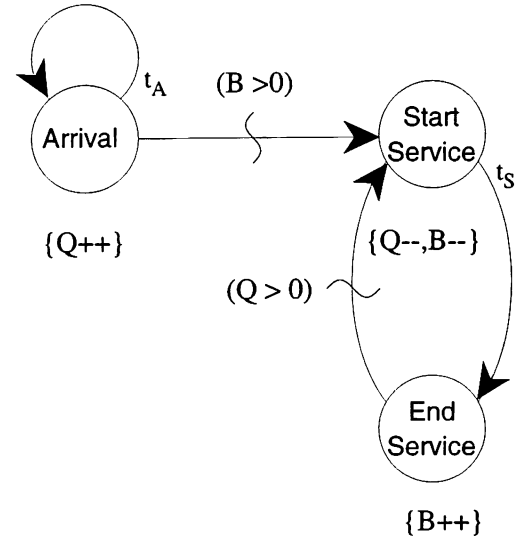 t_A
(B >0)
Arrival
Start
Service
t_S
{Q++}
{Q--,B--}
(Q > 0)
End
Service
{B++}